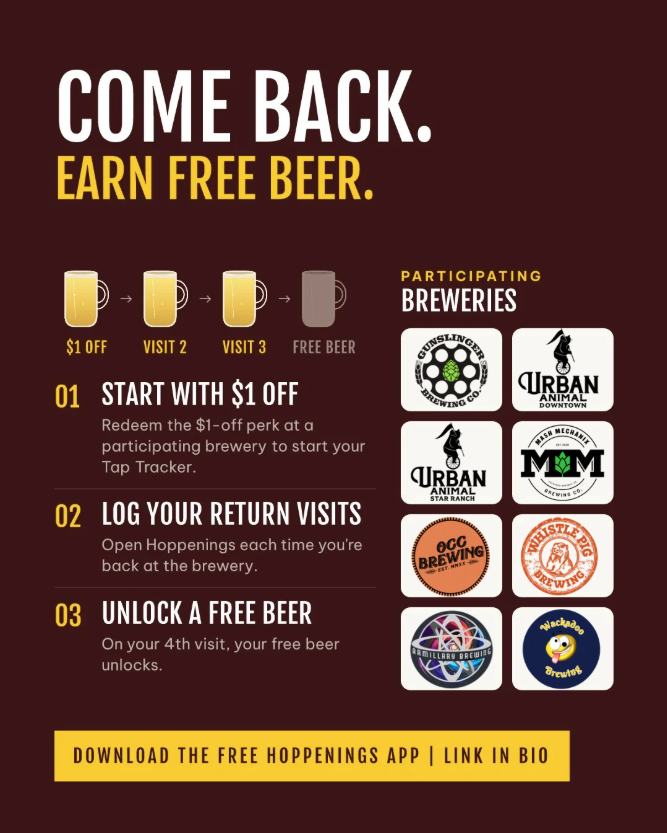 COME BACK.
EARN FREE BEER.
$1 OFF
VISIT 2
VISIT 3
FREE BEER
01 START WITH $1 OFF
Redeem the $1-off perk at a
participating brewery to start your
Tap Tracker.
02 LOG YOUR RETURN VISITS
Open Hoppenings each time you're
back at the brewery.
03 UNLOCK A FREE BEER
On your 4th visit, your free beer
unlocks.
PARTICIPATING
BREWERIES
GUNSLINGER
BREWING CO.
URBAN
ANIMAL
DOWNTOWN
URBAN
ANIMAL
STAR RANCH
MASH MECHANIX
M M
BREWING CO.
OCC
BREWING
EST. MMXX
WHISTLE PIG
BREWING
ARMILLARY BREWING
Wackadoo
Brewing
DOWNLOAD THE FREE HOPPENINGS APP | LINK IN BIO